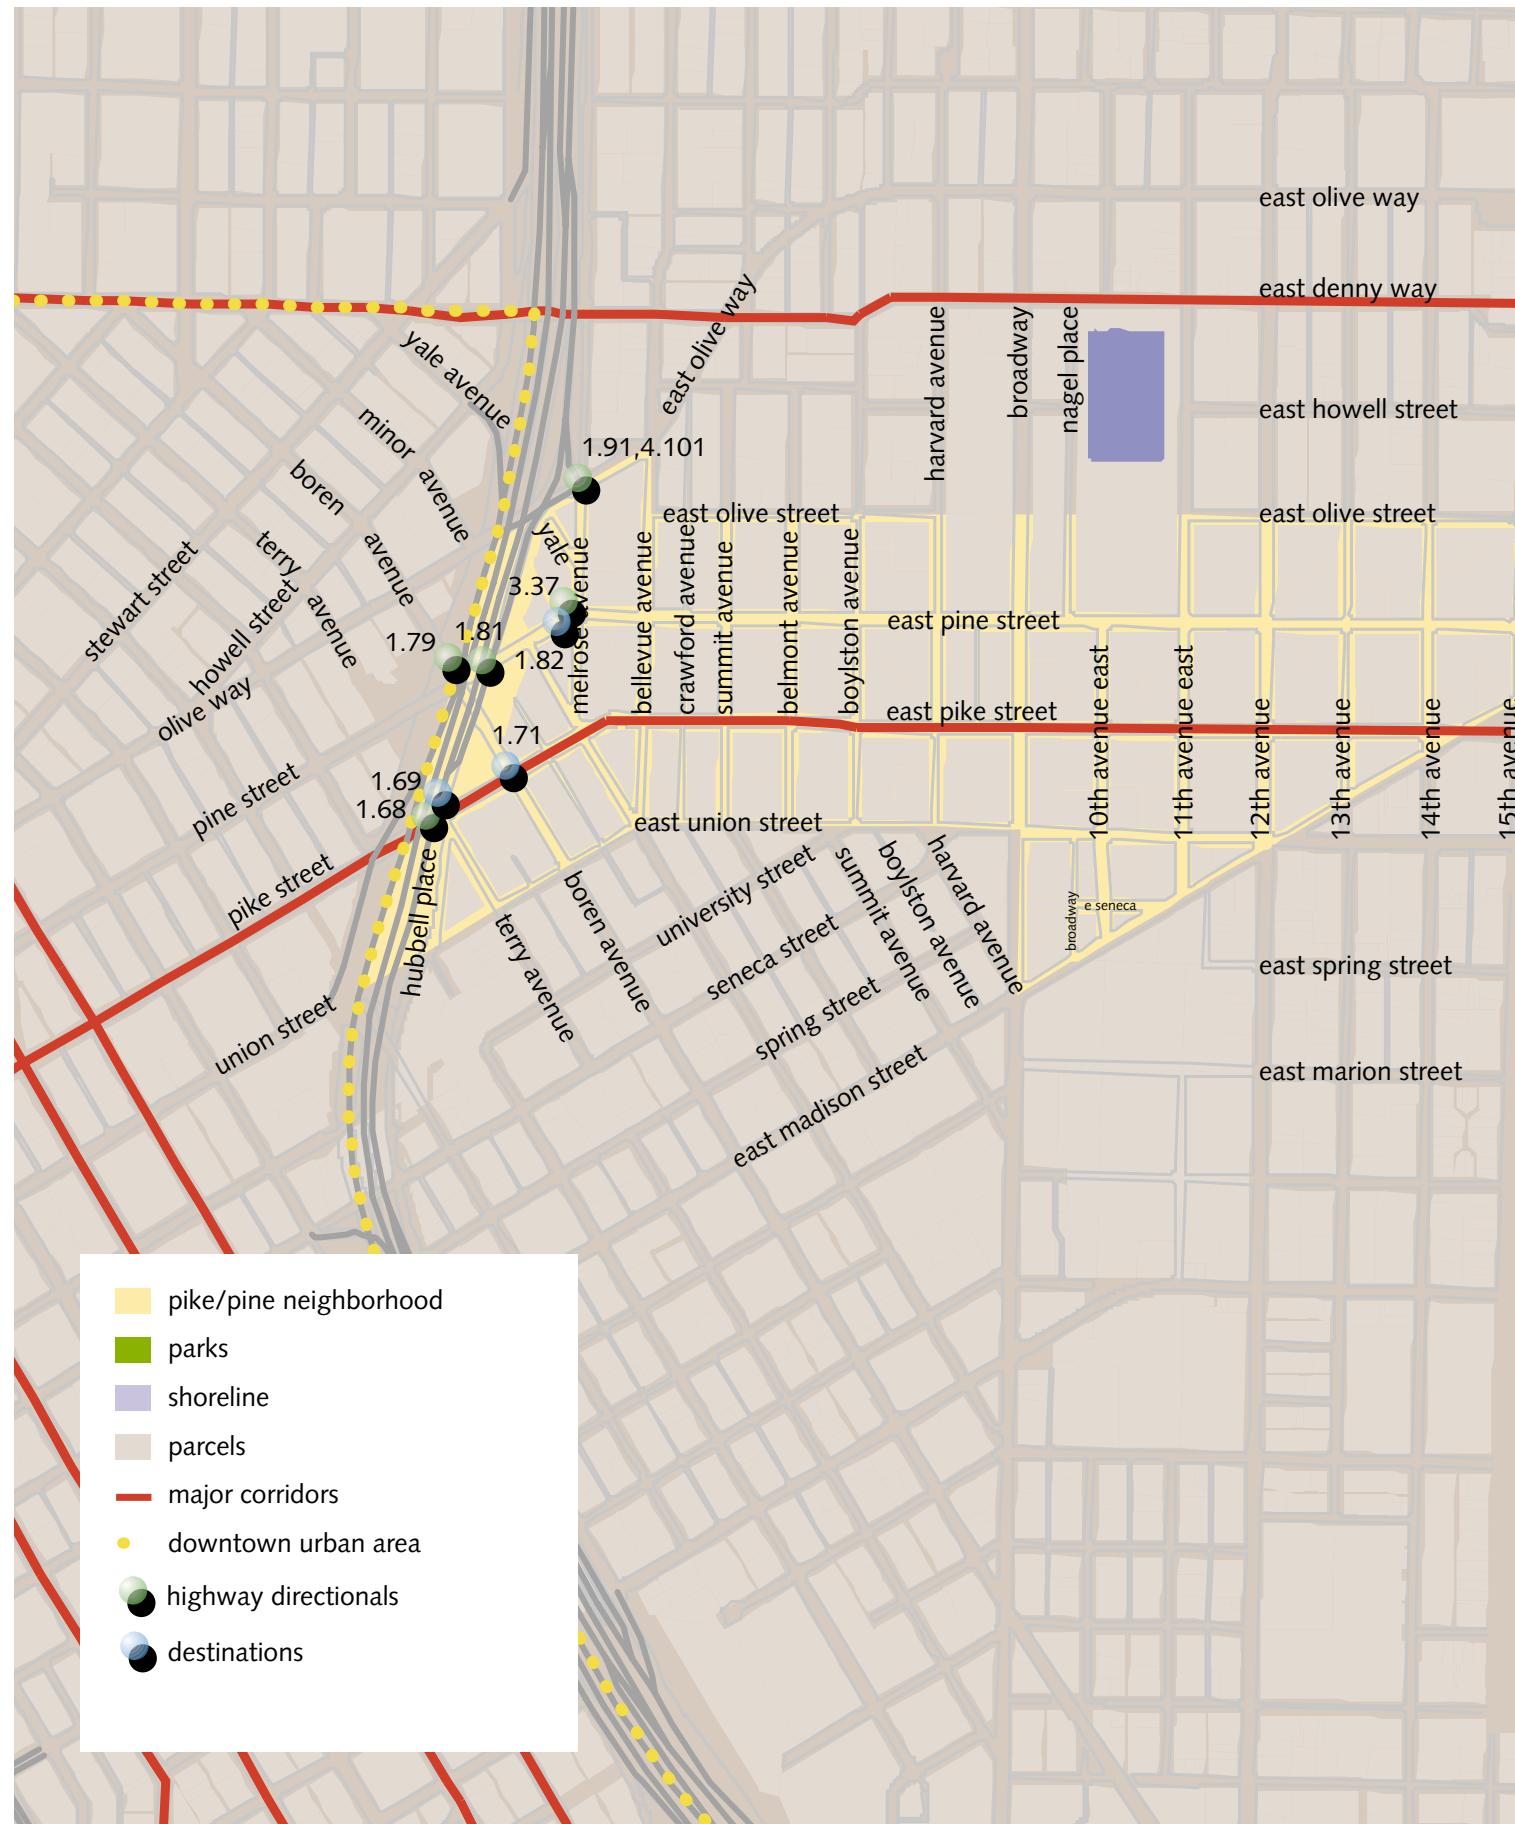 east olive way
east denny way
east olive way
yale avenue
harvard avenue
broadway
nagel place
minor
avenue
east howell street
1.91,4.101
boren
avenue
east olive street
east olive street
terry
avenue
yale
stewart street
howell street
3.37
melrose avenue
bellevue avenue
crawford avenue
summit avenue
belmont avenue
boylston avenue
east pine street
1.79
1.81
1.82
olive way
east pike street
10th avenue east
11th avenue east
12th avenue
13th avenue
14th avenue
15th avenue
1.71
1.69
1.68
pine street
east union street
pike street
hubbell place
university street
summit avenue
boylston avenue
harvard avenue
boren avenue
terry avenue
broadway
e seneca
seneca street
east spring street
spring street
union street
east marion street
east madison street
pike/pine neighborhood
parks
shoreline
parcels
major corridors
downtown urban area
highway directionals
destinations